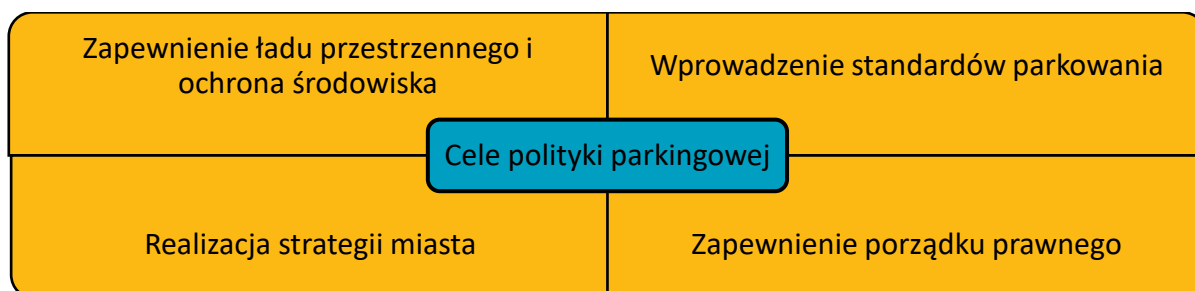 Zapewnienie ładu przestrzennego i
ochrona środowiska
Wprowadzenie standardów parkowania
Cele polityki parkingowej
Realizacja strategii miasta
Zapewnienie porządku prawnego